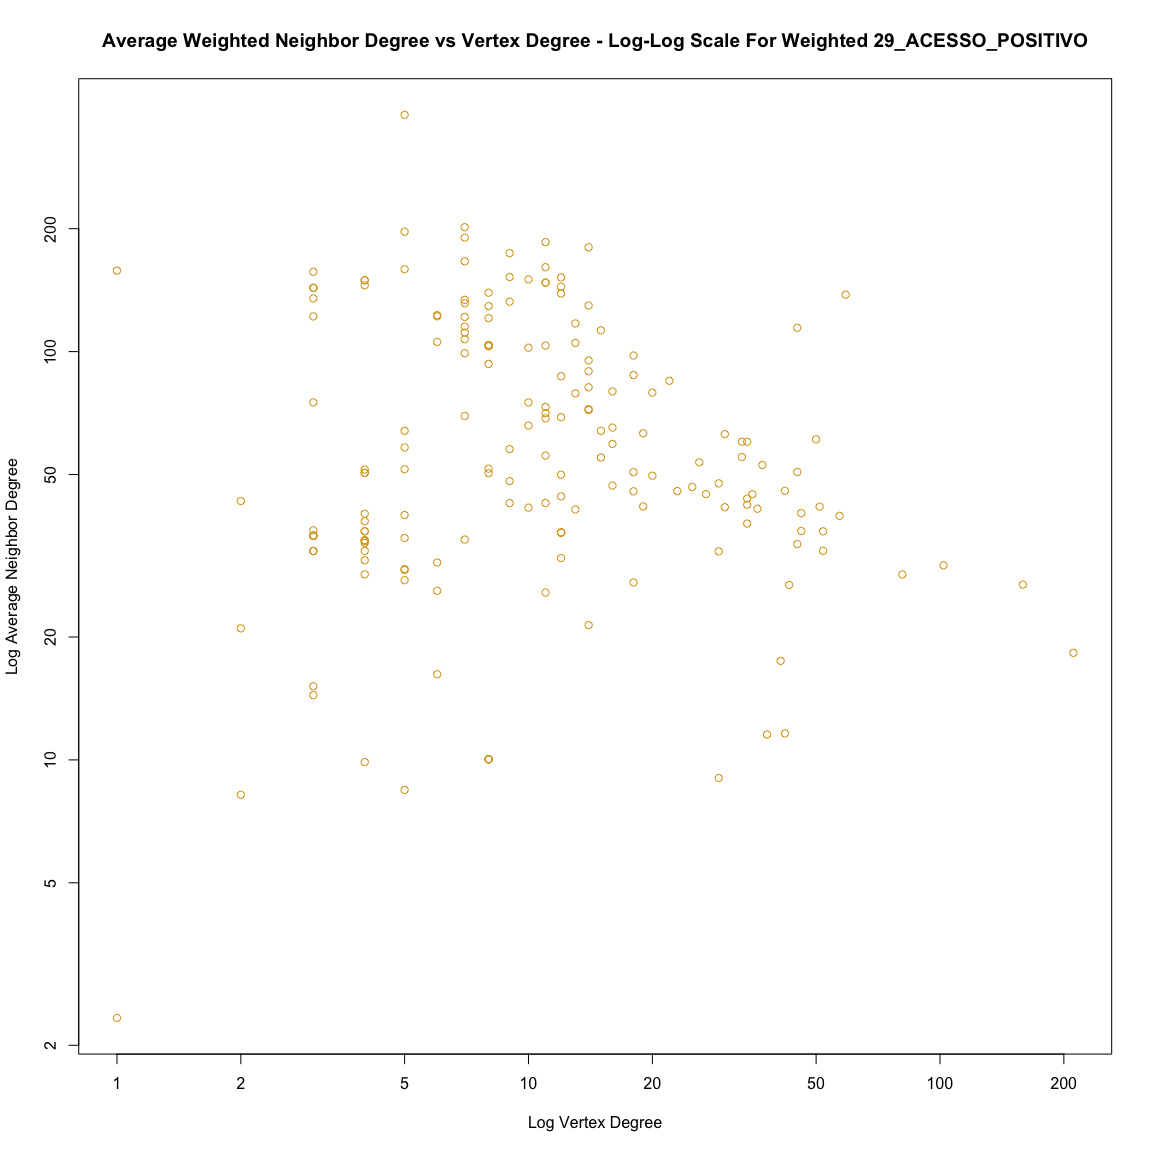 Average Weighted Neighbor Degree vs Vertex Degree - Log-Log Scale For Weighted 29_ACESSO_POSITIVO
Log Average Neighbor Degree
200
100
50
20
10
5
2
1 2 5 10 20 50 100 200
Log Vertex Degree